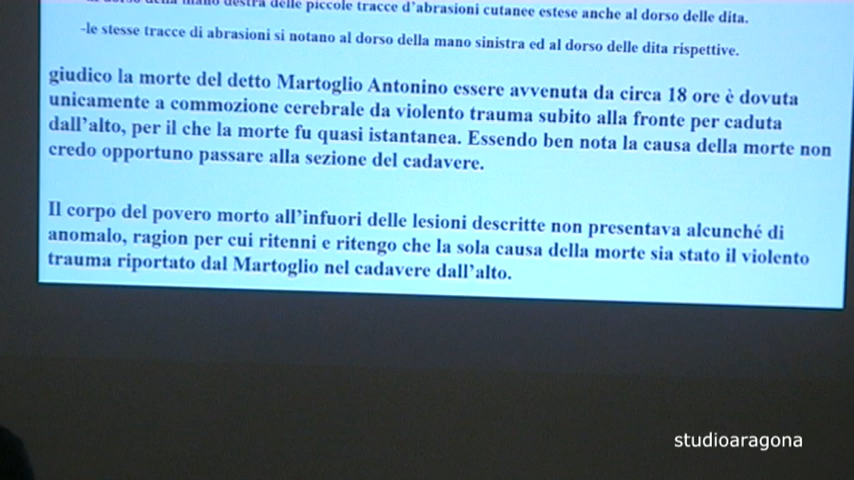 dorso della mano destra delle piccole tracce d'abrasioni cutanee estese anche al dorso delle dita.
-le stesse tracce di abrasioni si notano al dorso della mano sinistra ed al dorso delle dita rispettive.
giudico la morte del detto Martoglio Antonino essere avvenuta da circa 18 ore è dovuta
unicamente a commozione cerebrale da violento trauma subito alla fronte per caduta
dall'alto, per il che la morte fu quasi istantanea. Essendo ben nota la causa della morte non
credo opportuno passare alla sezione del cadavere.
Il corpo del povero morto all'infuori delle lesioni descritte non presentava alcunché di
anomalo, ragion per cui ritenni e ritengo che la sola causa della morte sia stato il violento
trauma riportato dal Martoglio nel cadavere dall'alto.
studioaragona